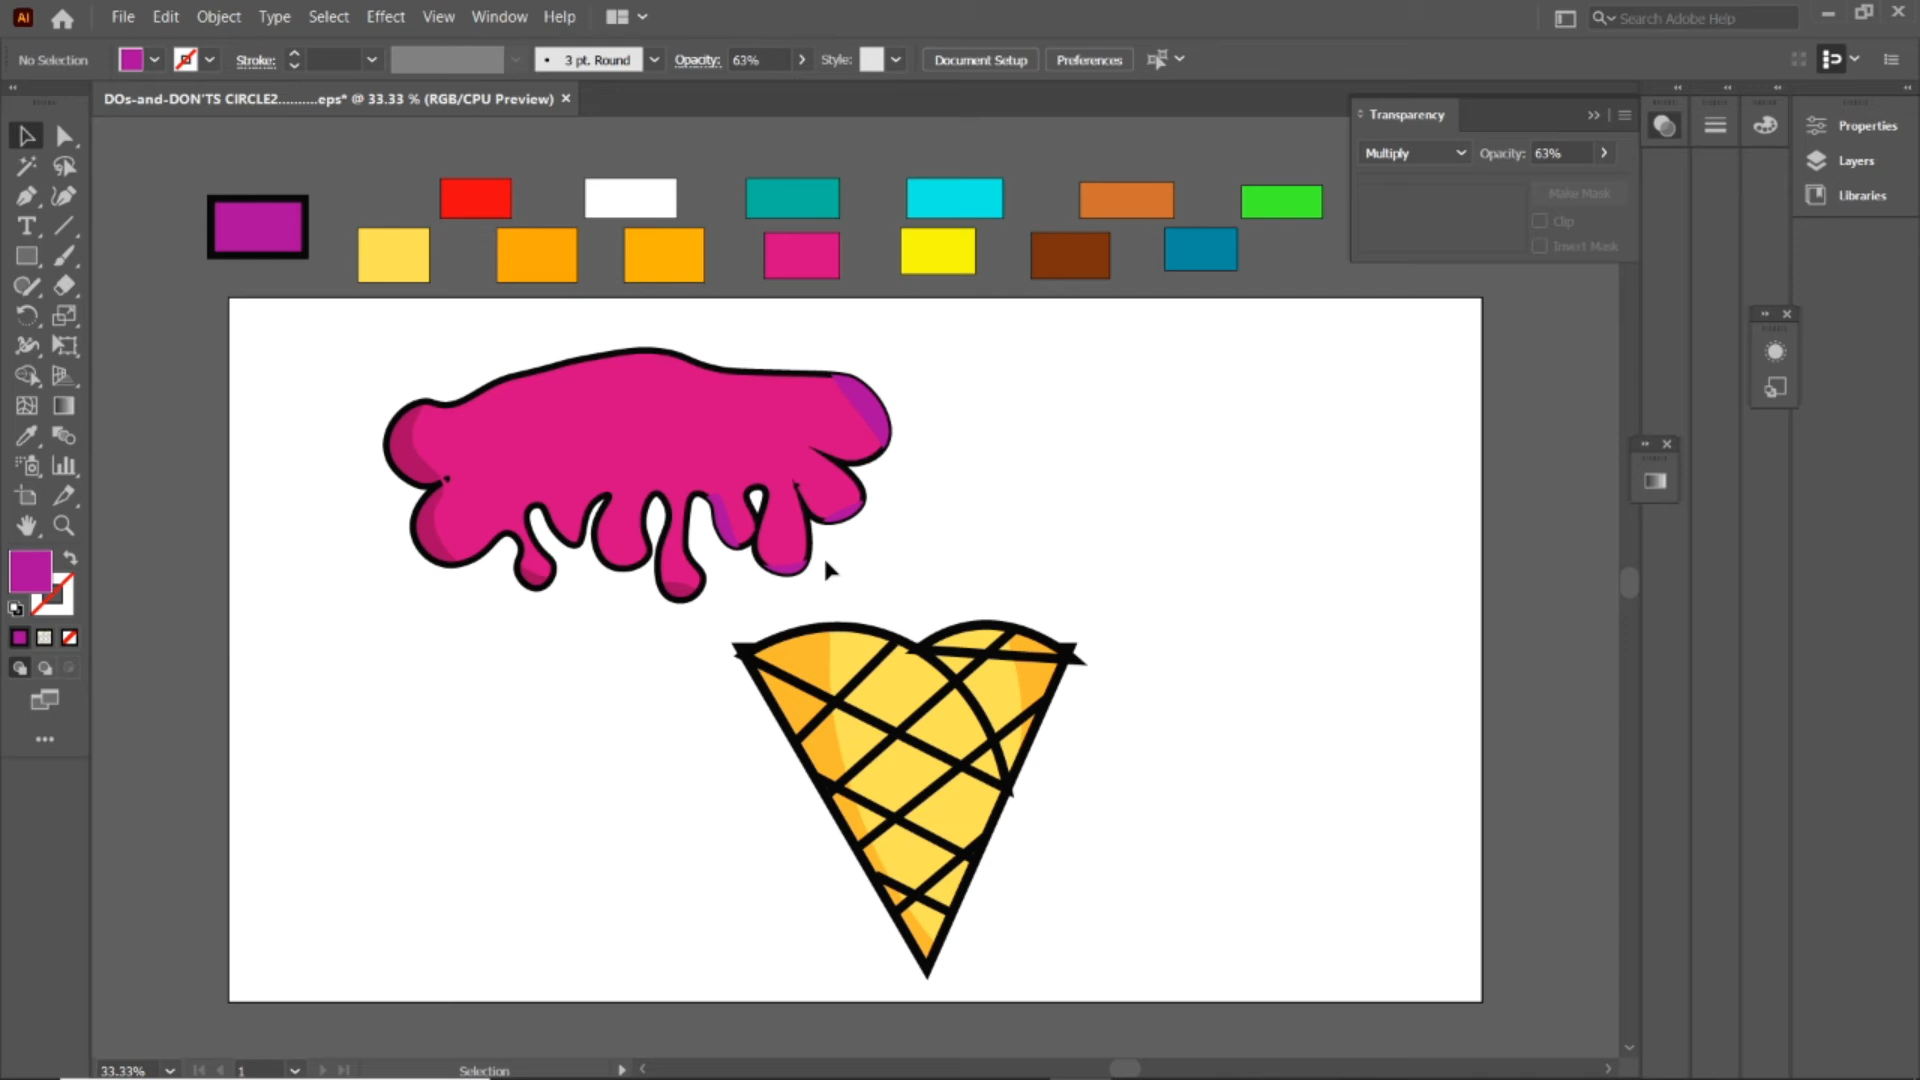 Ai File Edit Object Type Select Effect View Window Help Search Adobe Help
No Selection Stroke: 3 pt. Round Opacity: 63% Style: Document Setup Preferences
DOs-and-DON'TS CIRCLE2..........eps* @ 33.33 % (RGB/CPU Preview)
Transparency
Multiply Opacity: 63%
Make Mask
Clip
Invert Mask
Properties
Layers
Libraries
33.33% 1 Selection